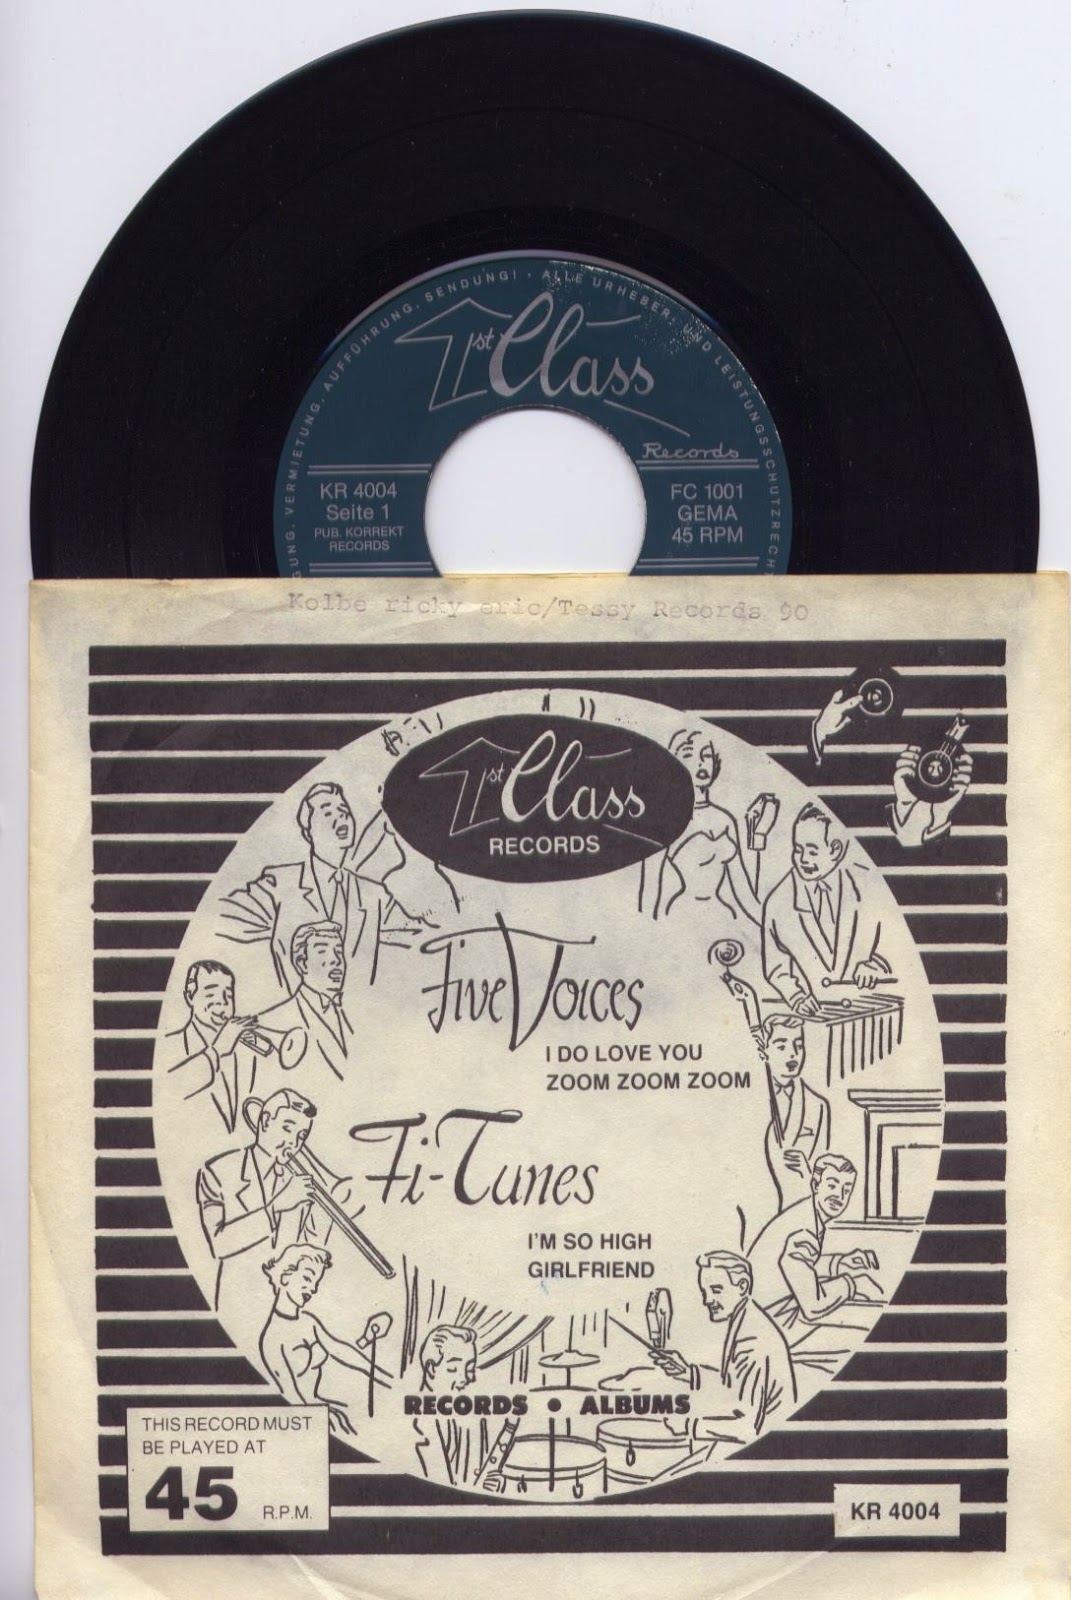 GUNG. VERMIETUNG. AUFFÜHRUNG. SENDUNG! · ALLE URHEBER- UND LEISTUNGSSCHUTZRECHT
1st Class
Records
KR 4004
Seite 1
PUB. KORREKT
RECORDS
FC 1001
GEMA
45 RPM
Kolbe ricky eric/Tessy Records 90
1st Class
RECORDS
Five Voices
I DO LOVE YOU
ZOOM ZOOM ZOOM
Fi-Tunes
I'M SO HIGH
GIRLFRIEND
RECORDS • ALBUMS
THIS RECORD MUST
BE PLAYED AT
45 R.P.M.
KR 4004